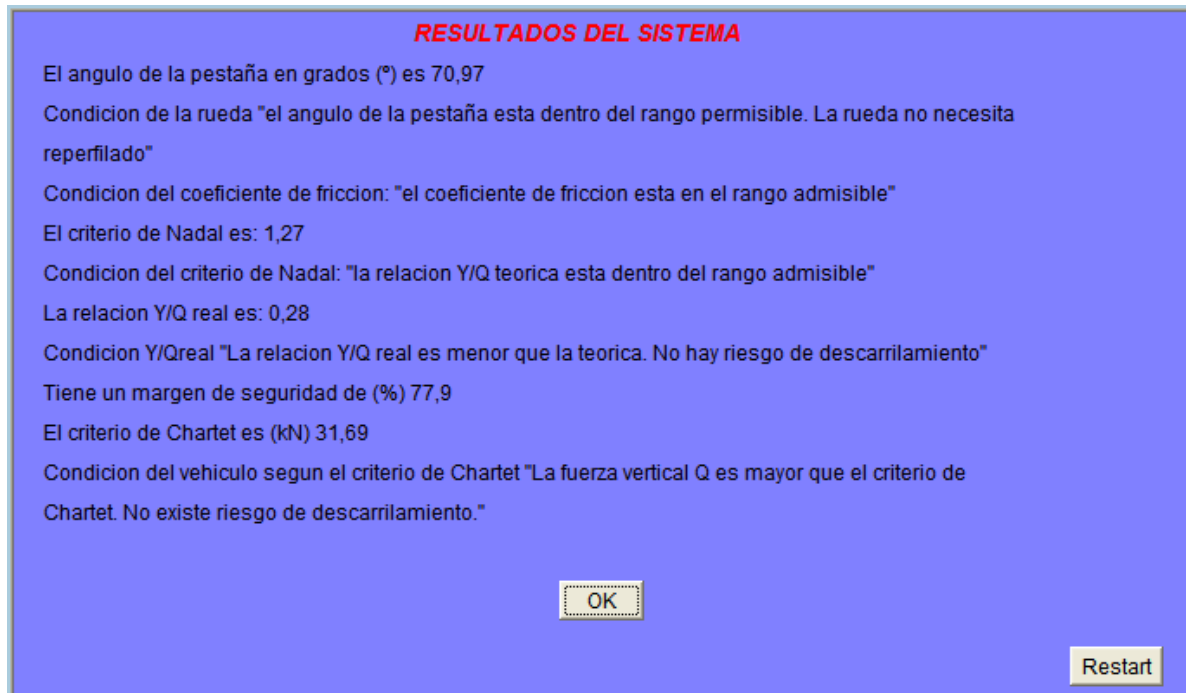 RESULTADOS DEL SISTEMA
El angulo de la pestaña en grados (º) es 70,97
Condicion de la rueda "el angulo de la pestaña esta dentro del rango permisible. La rueda no necesita
reperfilado"
Condicion del coeficiente de friccion: "el coeficiente de friccion esta en el rango admisible"
El criterio de Nadal es: 1,27
Condicion del criterio de Nadal: "la relacion Y/Q teorica esta dentro del rango admisible"
La relacion Y/Q real es: 0,28
Condicion Y/Qreal "La relacion Y/Q real es menor que la teorica. No hay riesgo de descarrilamiento"
Tiene un margen de seguridad de (%) 77,9
El criterio de Chartet es (kN) 31,69
Condicion del vehiculo segun el criterio de Chartet "La fuerza vertical Q es mayor que el criterio de
Chartet. No existe riesgo de descarrilamiento."
OK
Restart